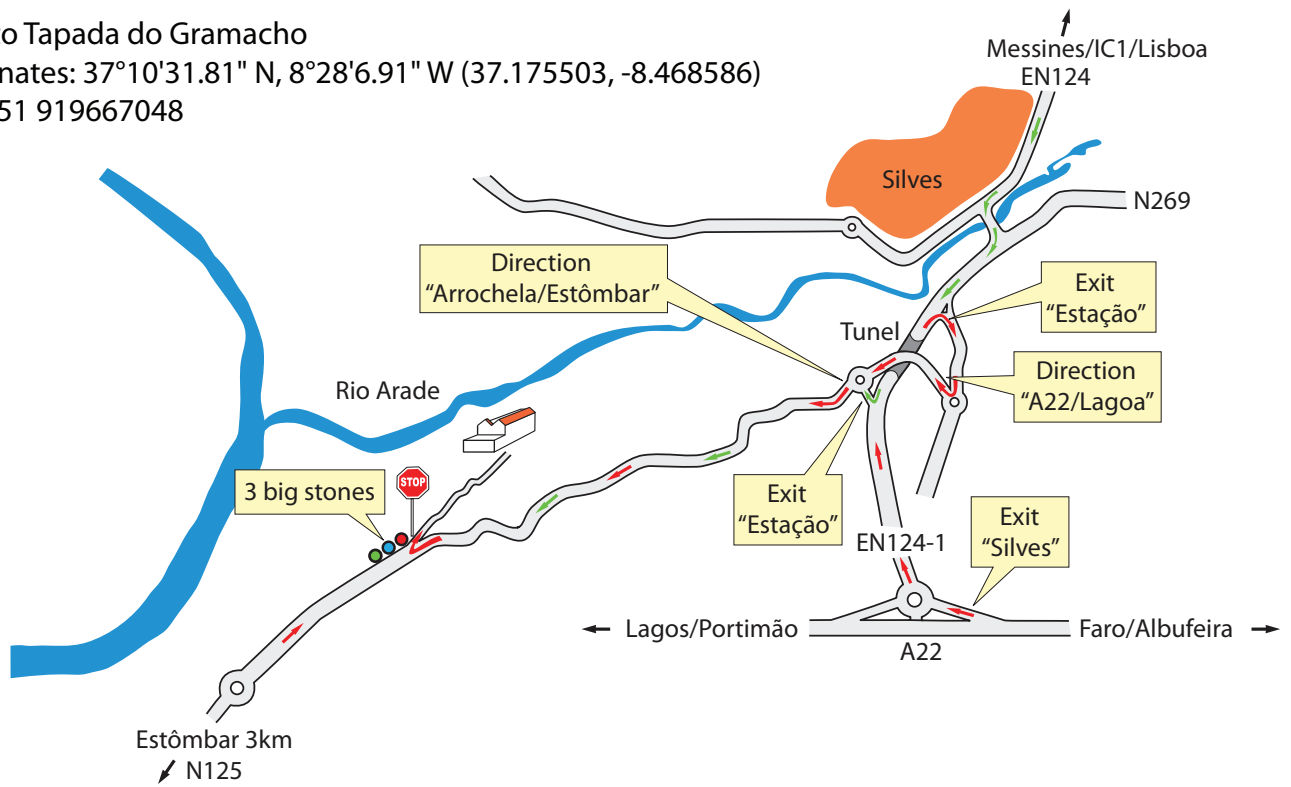 Tapada do Gramacho
37°10'31.81" N, 8°28'6.91" W (37.175503, -8.468586)
51 919667048
Messines/IC1/Lisboa
EN124
Silves
N269
Direction
“Arrochela/Estômbar”
Exit
“Estação”
Tunel
Rio Arade
Direction
“A22/Lagoa”
STOP
3 big stones
Exit
“Estação”
EN124-1
Exit
“Silves”
Lagos/Portimão
Faro/Albufeira
A22
Estômbar 3km
N125